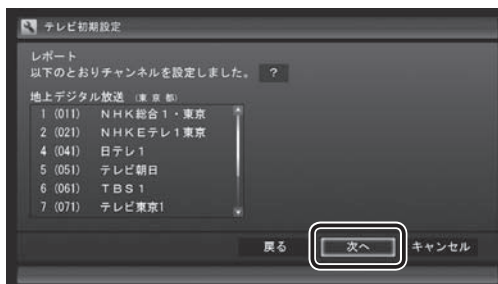 テレビ初期設定
レポート
以下のとおりチャンネルを設定しました。 ?
地上デジタル放送 (東京都)
1 (011) NHK総合1・東京
2 (021) NHKEテレ1東京
4 (041) 日テレ1
5 (051) テレビ朝日
6 (061) TBS1
7 (071) テレビ東京1
戻る 次へ キャンセル